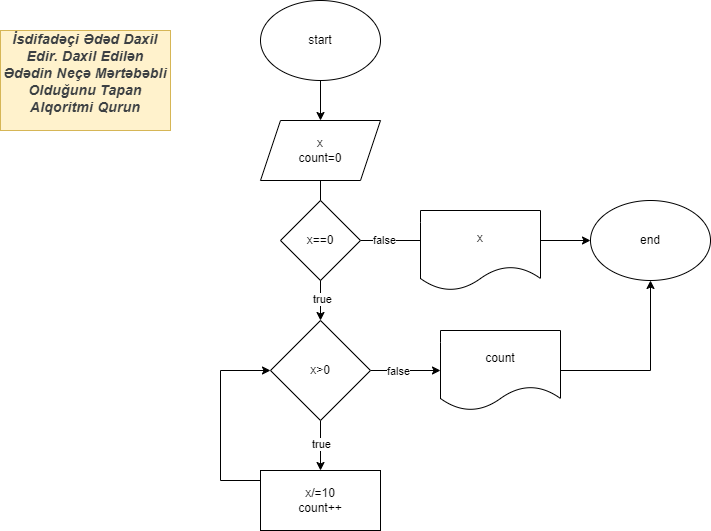 İsdifadəçi Ədəd Daxil
Edir. Daxil Edilən
Ədədin Neçə Mərtəbəbli
Olduğunu Tapan
Alqoritmi Qurun
start
x
count=0
x==0
false
x
end
true
x>0
false
count
true
x/=10
count++